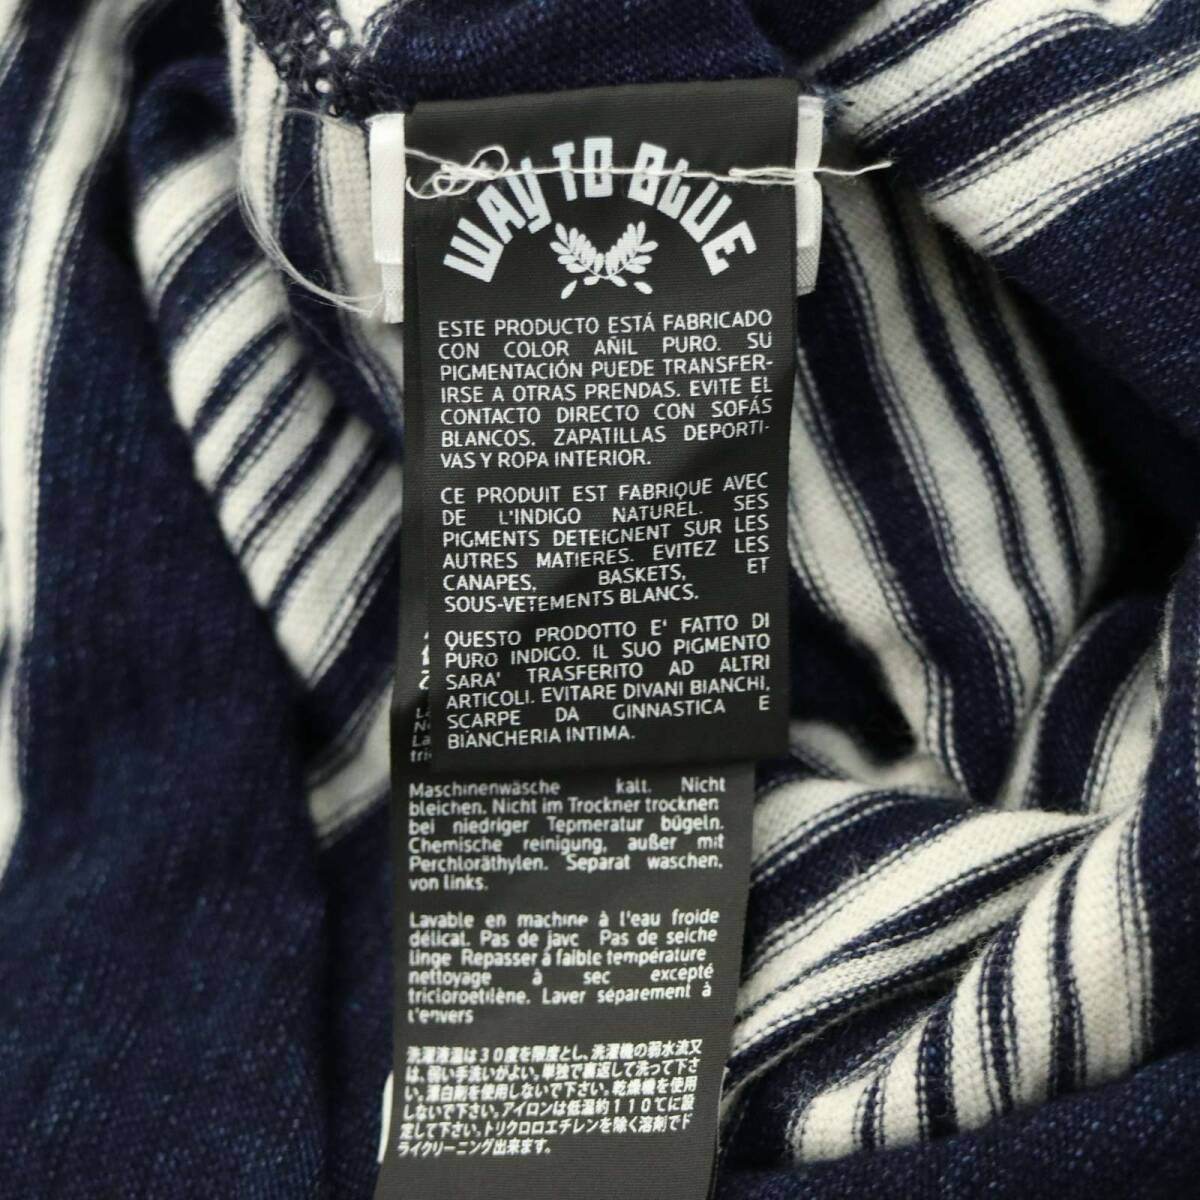 WAY TO BLUE
ESTE PRODUCTO ESTÁ FABRICADO
CON COLOR AÑIL PURO. SU
PIGMENTACIÓN PUEDE TRANSFER-
IRSE A OTRAS PRENDAS. EVITE EL
CONTACTO DIRECTO CON SOFÁS
BLANCOS, ZAPATILLAS DEPORTI-
VAS Y ROPA INTERIOR.
CE PRODUIT EST FABRIQUE AVEC
DE L'INDIGO NATUREL. SES
PIGMENTS DETEIGNENT SUR LES
AUTRES MATIERES. EVITEZ LES
CANAPES, BASKETS, ET
SOUS-VETEMENTS BLANCS.
QUESTO PRODOTTO E' FATTO DI
PURO INDIGO. IL SUO PIGMENTO
SARA' TRASFERITO AD ALTRI
ARTICOLI. EVITARE DIVANI BIANCHI,
SCARPE DA GINNASTICA E
BIANCHERIA INTIMA.
Maschinenwäsche kalt. Nicht
bleichen. Nicht im Trockner trocknen
bei niedriger Tepmeratur bügeln.
Chemische reinigung, außer mit
Perchloräthylen. Separat waschen,
von links.
Lavable en machine à l'eau froide
délicat. Pas de javc Pas de seiche
linge Repasser à faible température
nettoyage à sec excepté
tricloroetilène. Laver séparement à
l'envers
洗濯液温は30度を限度とし、洗濯機の弱水流又
は、弱い手洗いがよい。単独で裏返して洗って下さ
い。漂白剤を使用しないで下さい。乾燥機を使用
しないで下さい。アイロンは低温約110℃に設
定して下さい。トリクロロエチレンを除く溶剤でド
ライクリーニング出来ます。